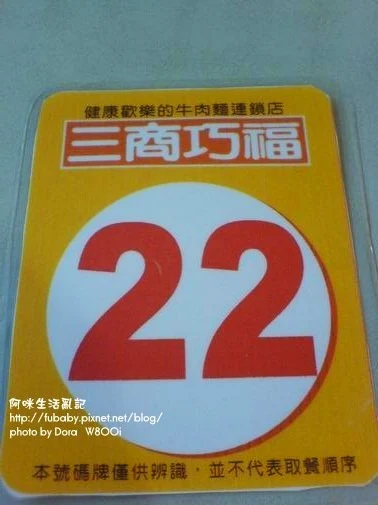 健康歡樂的牛肉麵連鎖店
三商巧福
22
阿咪生活亂記
http://fubaby.pixnet.net/blog/
photo by Dora W800i
本號碼牌僅供辨識，並不代表取餐順序